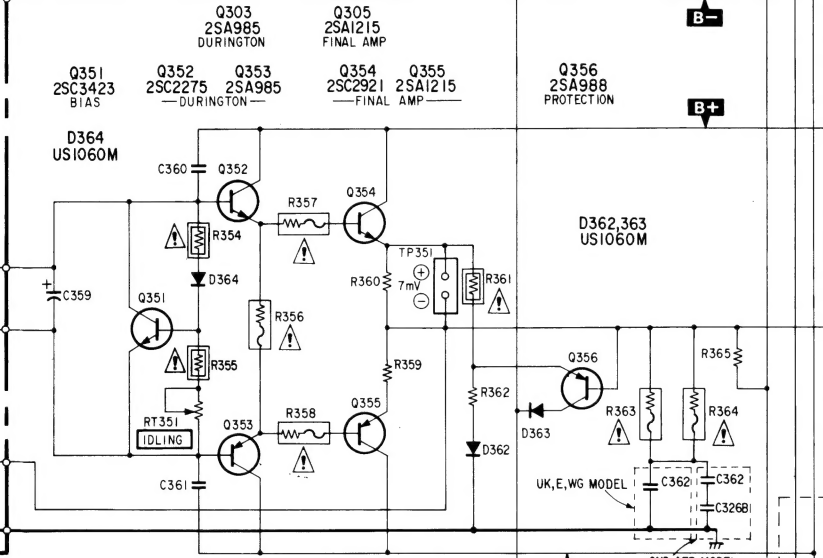 Q303
2SA985
DURINGTON
Q305
2SA1215
FINAL AMP
B-
Q351
2SC3423
BIAS
Q352
2SC2275
Q353
2SA985
DURINGTON
Q354
2SC2921
Q355
2SA1215
FINAL AMP
Q356
2SA988
PROTECTION
B+
D364
US1060M
C360
Q352
R357
Q354
D362,363
US1060M
R354
TP351
D364
R360
+
7mV
-
R361
+
C359
Q351
R356
R355
R359
Q356
R365
R362
RT351
IDLING
Q353
R358
Q355
R363
R364
D363
D362
C361
UK,E,WG MODEL
C362
C362
C326B